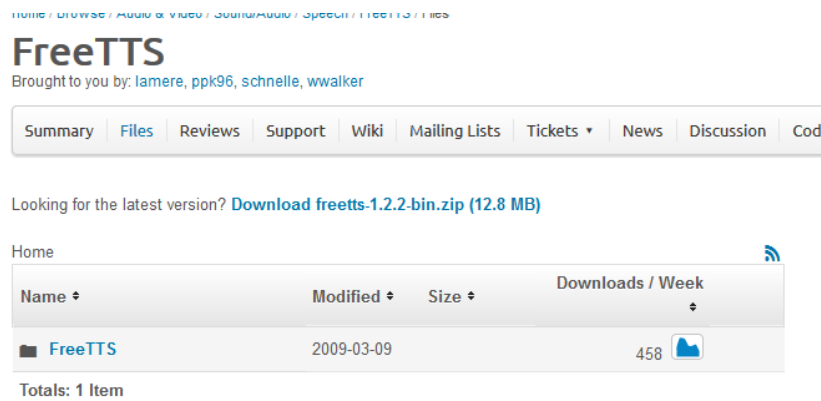 Home / Browse / Audio & Video / Sound/Audio / Speech / FreeTTS / Files
FreeTTS
Brought to you by: lamere, ppk96, schnelle, wwalker
Summary Files Reviews Support Wiki Mailing Lists Tickets ▾ News Discussion Cod
Looking for the latest version? Download freetts-1.2.2-bin.zip (12.8 MB)
Home
Name Modified Size Downloads / Week
FreeTTS 2009-03-09 458
Totals: 1 Item